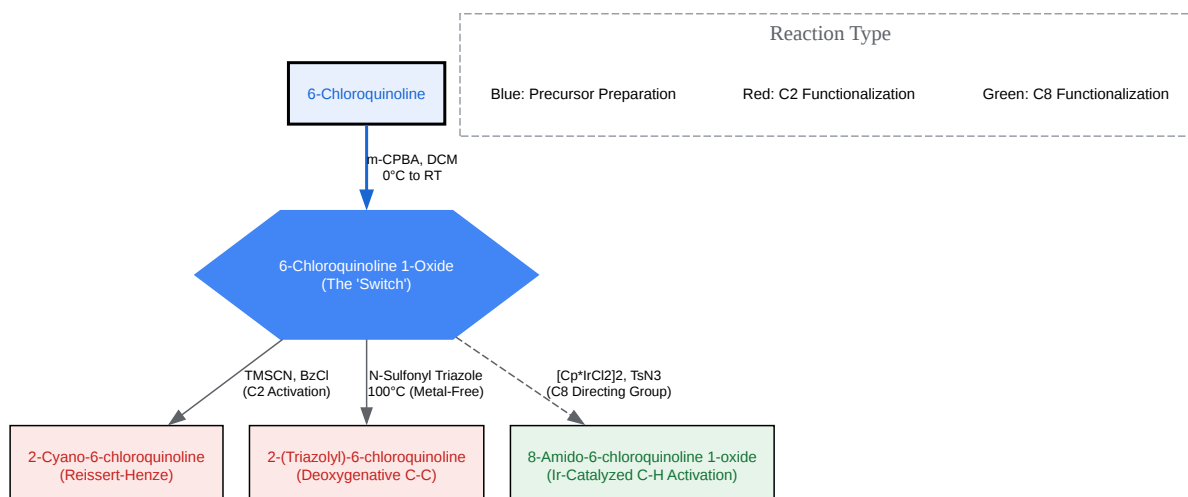 Reaction Type
6-Chloroquinoline
Blue: Precursor Preparation
Red: C2 Functionalization
Green: C8 Functionalization
m-CPBA, DCM
0°C to RT
6-Chloroquinoline 1-Oxide
(The 'Switch')
TMSCN, BzCl
(C2 Activation)
N-Sulfonyl Triazole
100°C (Metal-Free)
[Cp*IrCl2]2, TsN3
(C8 Directing Group)
2-Cyano-6-chloroquinoline
(Reissert-Henze)
2-(Triazolyl)-6-chloroquinoline
(Deoxygenative C-C)
8-Amido-6-chloroquinoline 1-oxide
(Ir-Catalyzed C-H Activation)